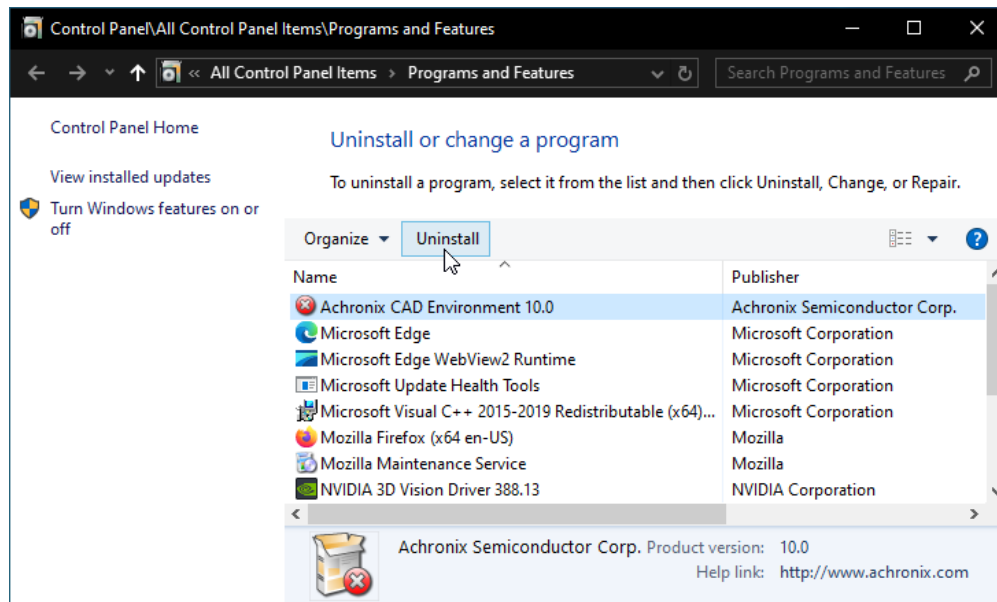 Control Panel\All Control Panel Items\Programs and Features
« All Control Panel Items > Programs and Features
Search Programs and Features
Control Panel Home
View installed updates
Turn Windows features on or
off
Uninstall or change a program
To uninstall a program, select it from the list and then click Uninstall, Change, or Repair.
Organize Uninstall
Name Publisher
Achronix CAD Environment 10.0 Achronix Semiconductor Corp.
Microsoft Edge Microsoft Corporation
Microsoft Edge WebView2 Runtime Microsoft Corporation
Microsoft Update Health Tools Microsoft Corporation
Microsoft Visual C++ 2015-2019 Redistributable (x64)... Microsoft Corporation
Mozilla Firefox (x64 en-US) Mozilla
Mozilla Maintenance Service Mozilla
NVIDIA 3D Vision Driver 388.13 NVIDIA Corporation
Achronix Semiconductor Corp. Product version: 10.0
Help link: http://www.achronix.com